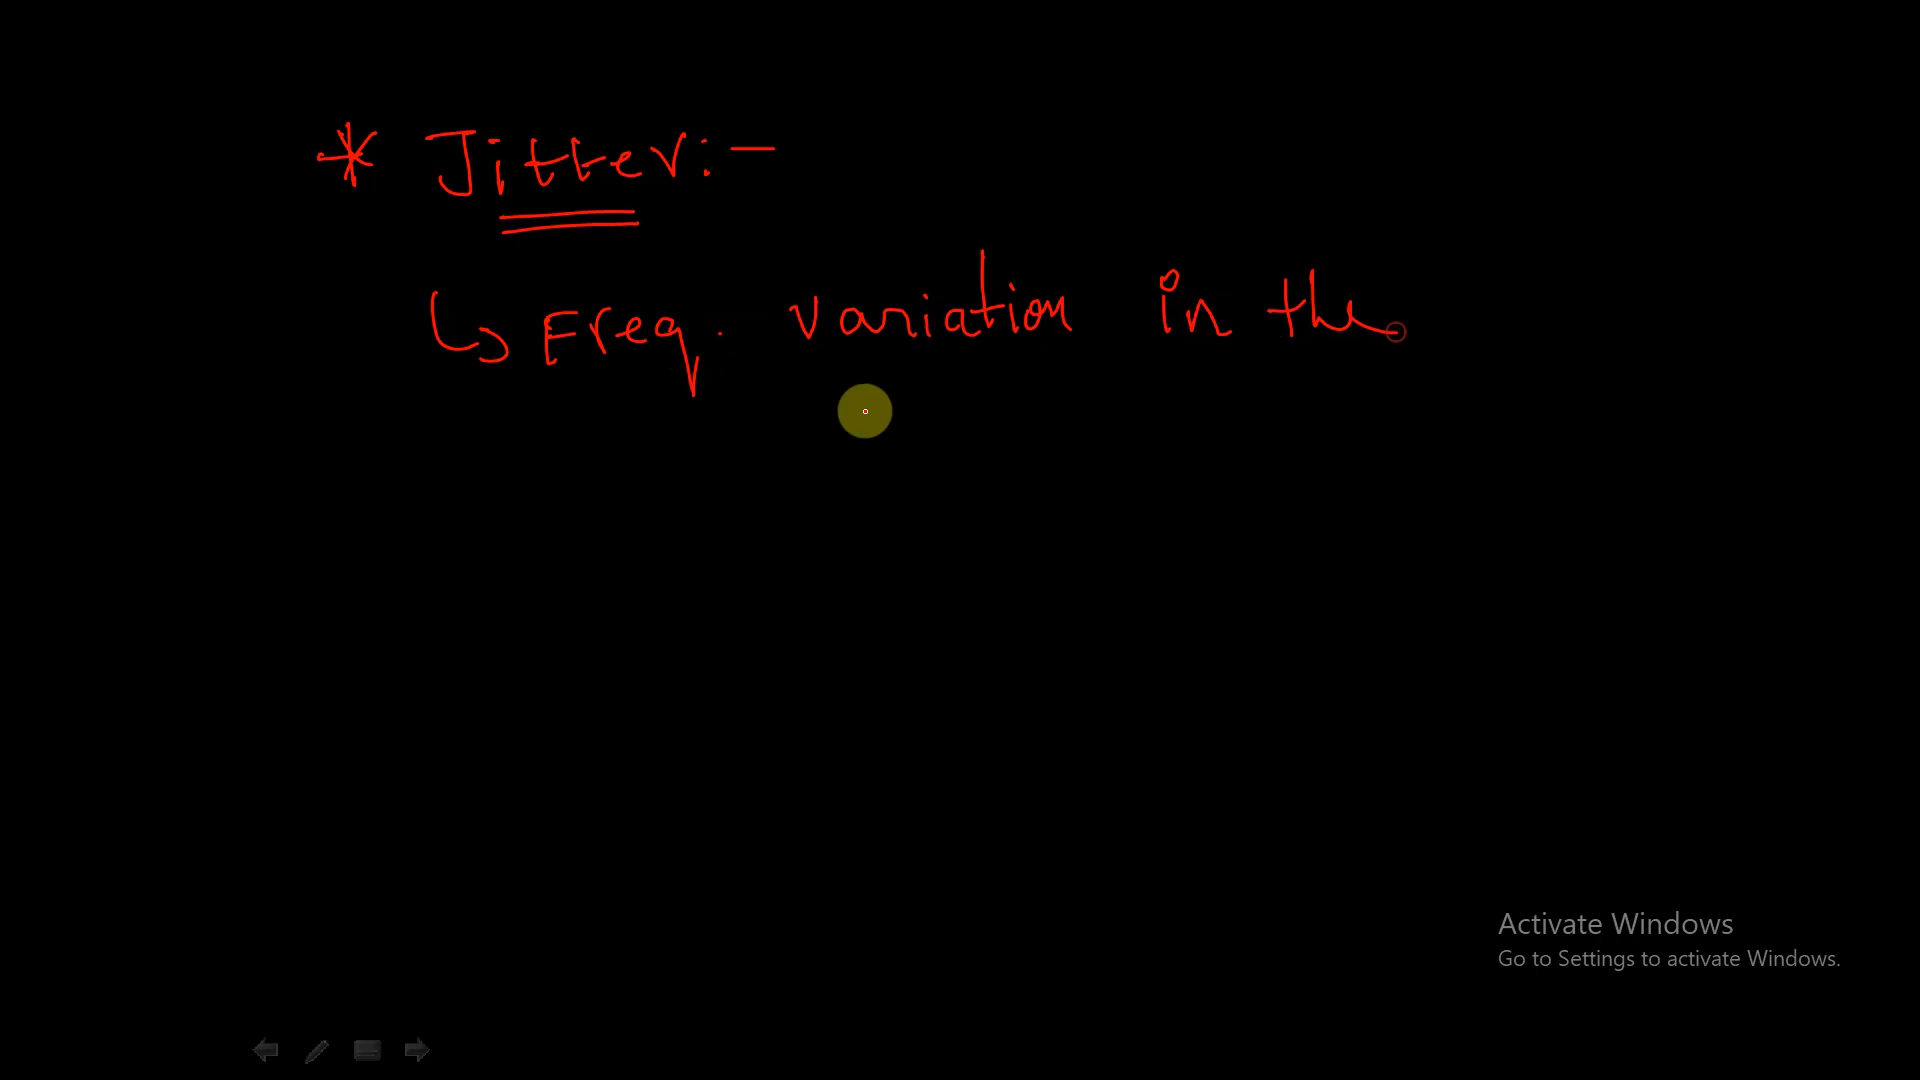 * Jitter:-
↳ Freq. variation in the
Activate Windows
Go to Settings to activate Windows.